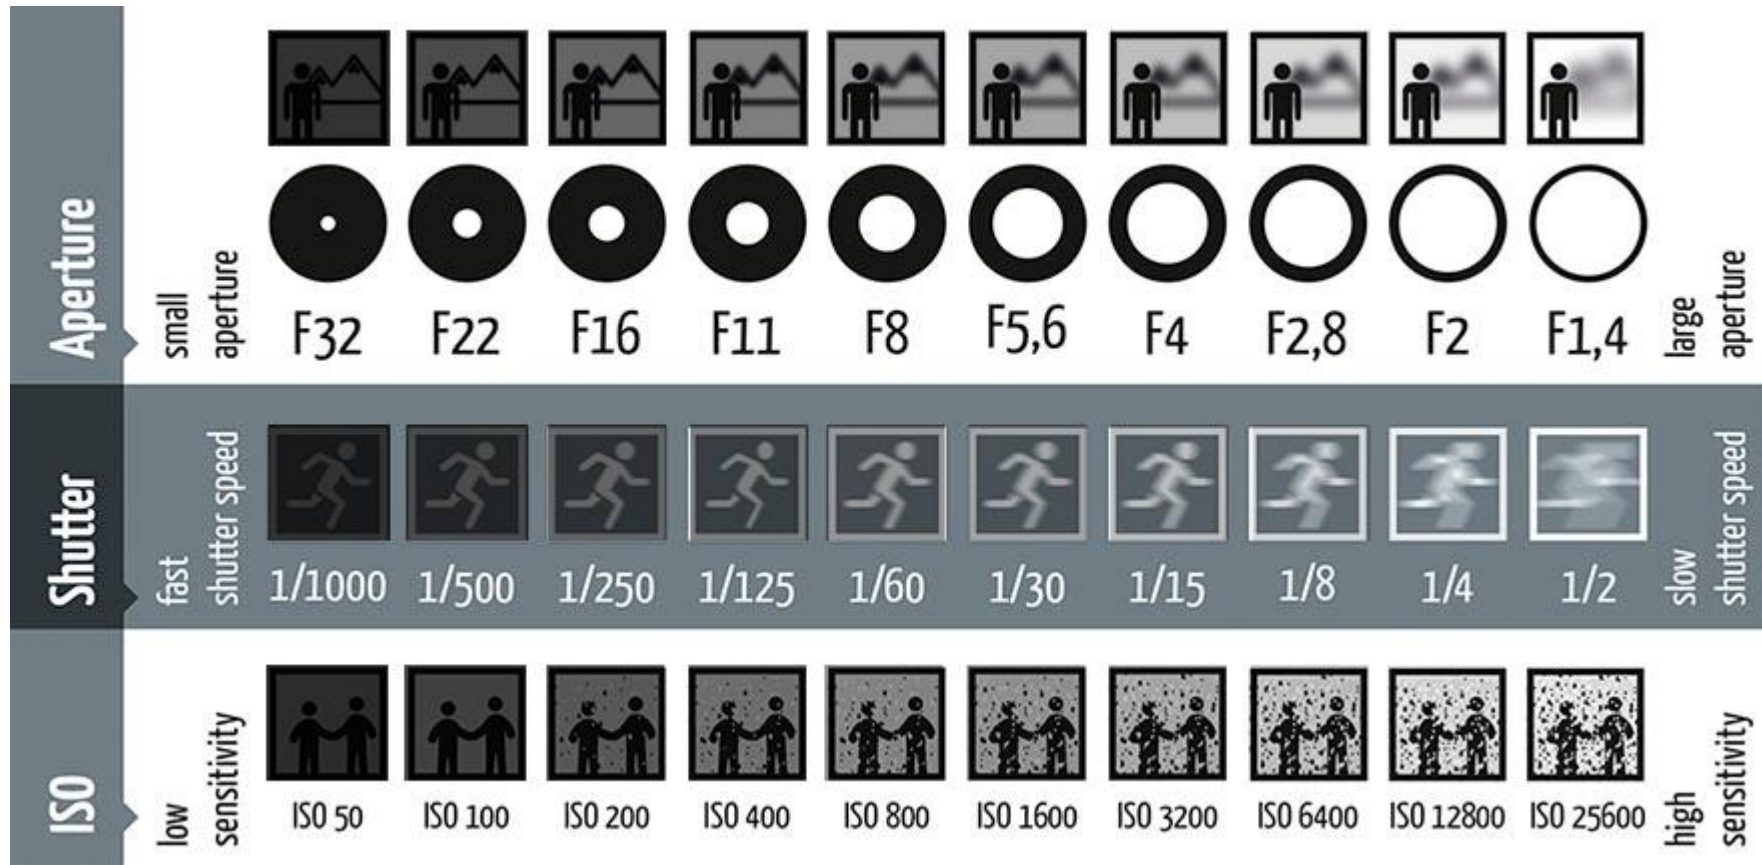 Aperture
small
aperture
F32 F22 F16 F11 F8 F5,6 F4 F2,8 F2 F1,4
large
aperture
Shutter
fast
shutter speed
1/1000 1/500 1/250 1/125 1/60 1/30 1/15 1/8 1/4 1/2
slow
shutter speed
ISO
low
sensitivity
ISO 50 ISO 100 ISO 200 ISO 400 ISO 800 ISO 1600 ISO 3200 ISO 6400 ISO 12800 ISO 25600
high
sensitivity